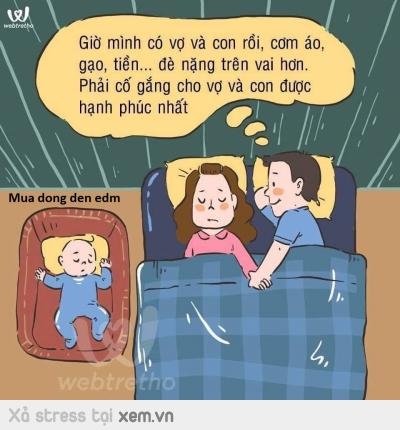 webtretho
Giờ mình có vợ và con rồi, cơm áo,
gạo, tiền... đè nặng trên vai hơn.
Phải cố gắng cho vợ và con được
hạnh phúc nhất
Mua dong den edm
webtretho
Xả stress tại xem.vn